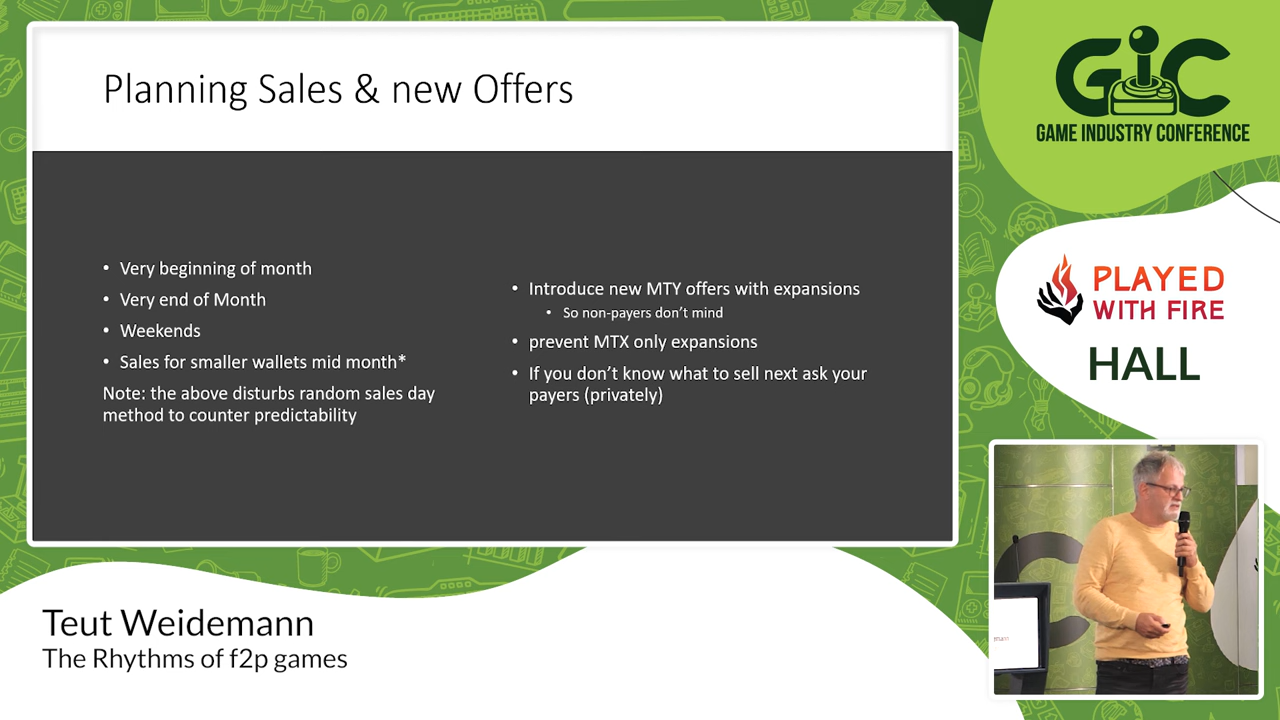 Planning Sales & new Offers
• Very beginning of month
• Very end of Month
• Weekends
• Sales for smaller wallets mid month*
Note: the above disturbs random sales day
method to counter predictability
• Introduce new MTY offers with expansions
• So non-payers don’t mind
• prevent MTX only expansions
• If you don’t know what to sell next ask your
payers (privately)
GIC
GAME INDUSTRY CONFERENCE
PLAYED
WITH FIRE
HALL
Teut Weidemann
The Rhythms of f2p games